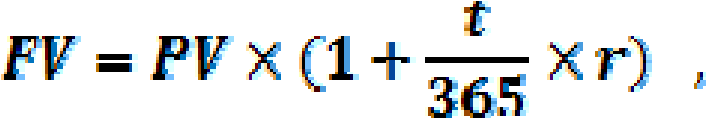 FV = PV × (1 + t/365 × r) ,